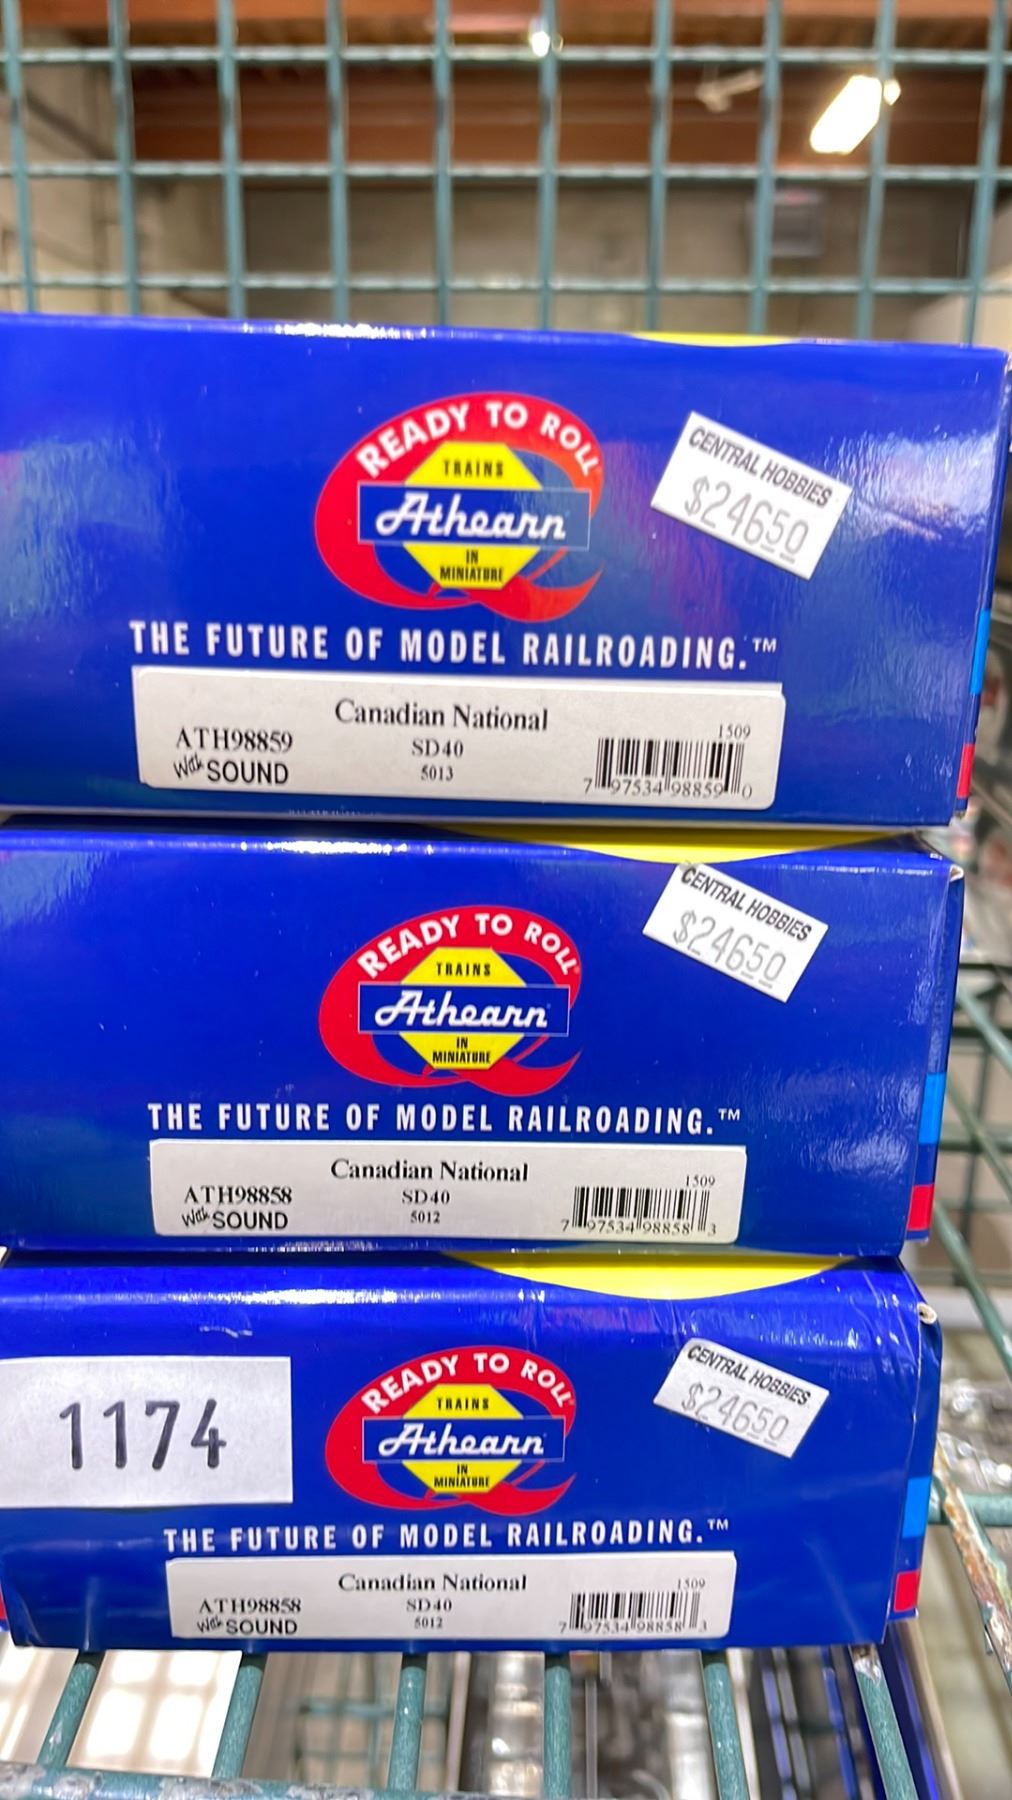 READY TO ROLL
TRAINS
Athearn
IN
MINIATURE
CENTRAL HOBBIES
$24650
THE FUTURE OF MODEL RAILROADING.™
Canadian National
1509
ATH98859
SD40
With SOUND
5013
7 97534 98859 0
READY TO ROLL
TRAINS
Athearn
IN
MINIATURE
CENTRAL HOBBIES
$24650
THE FUTURE OF MODEL RAILROADING.™
Canadian National
1509
ATH98858
SD40
With SOUND
5012
7 97534 98858 3
1174
READY TO ROLL
TRAINS
Athearn
IN
MINIATURE
CENTRAL HOBBIES
$24650
THE FUTURE OF MODEL RAILROADING.™
Canadian National
1509
ATH98858
SD40
With SOUND
5012
7 97534 98858 3